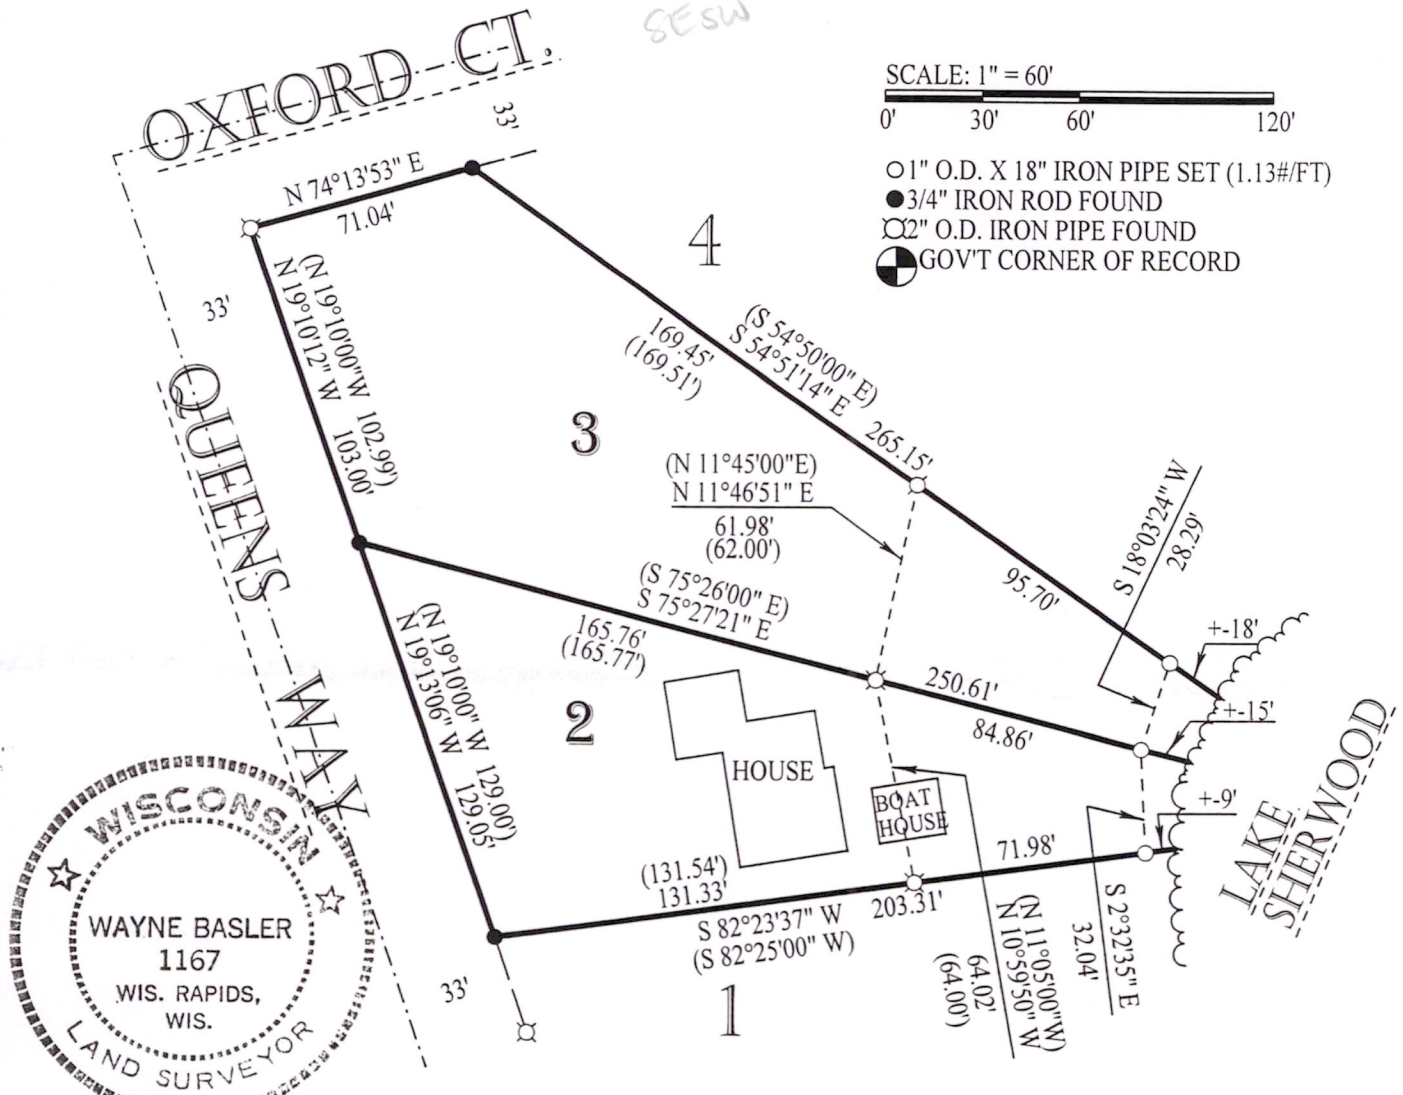 SESW
OXFORD CT.
33'
SCALE: 1" = 60'
0' 30' 60' 120'
1" O.D. X 18" IRON PIPE SET (1.13#/FT)
3/4" IRON ROD FOUND
2" O.D. IRON PIPE FOUND
GOV'T CORNER OF RECORD
N 74°13'53" E
71.04'
4
(N 19°10'00"W 102.99')
N 19°10'12" W 103.00'
33'
QUEENS WAY
169.45'
(169.51')
(S 54°50'00" E)
S 54°51'14" E
265.15'
3
(N 11°45'00"E)
N 11°46'51" E
61.98'
(62.00')
S 18°03'24" W
28.29'
95.70'
(S 75°26'00" E)
S 75°27'21" E
165.76'
(165.77')
+-18'
250.61'
84.86'
+-15'
(N 19°10'00" W 129.00')
N 19°13'06" W 129.05'
2
HOUSE
BOAT
HOUSE
+-9'
LAKE
SHERWOOD
71.98'
(131.54')
131.33'
203.31'
S 82°23'37" W
(S 82°25'00" W)
(N 11°05'00"W)
N 10°59'50" W
64.02'
(64.00')
S 2°32'35" E
32.04'
33'
1
WISCONSIN
WAYNE BASLER
1167
WIS. RAPIDS,
WIS.
LAND SURVEYOR